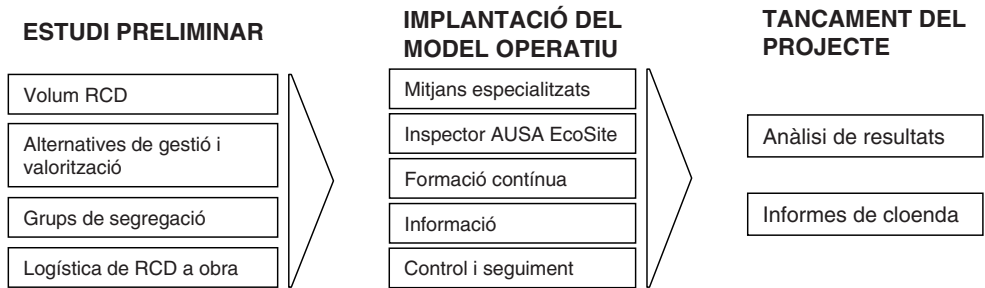 ESTUDI PRELIMINAR
Volum RCD
Alternatives de gestió i
valorització
Grups de segregació
Logística de RCD a obra
IMPLANTACIÓ DEL
MODEL OPERATIU
Mitjans especialitzats
Inspector AUSA EcoSite
Formació contínua
Informació
Control i seguiment
TANCAMENT DEL
PROJECTE
Anàlisi de resultats
Informes de cloenda